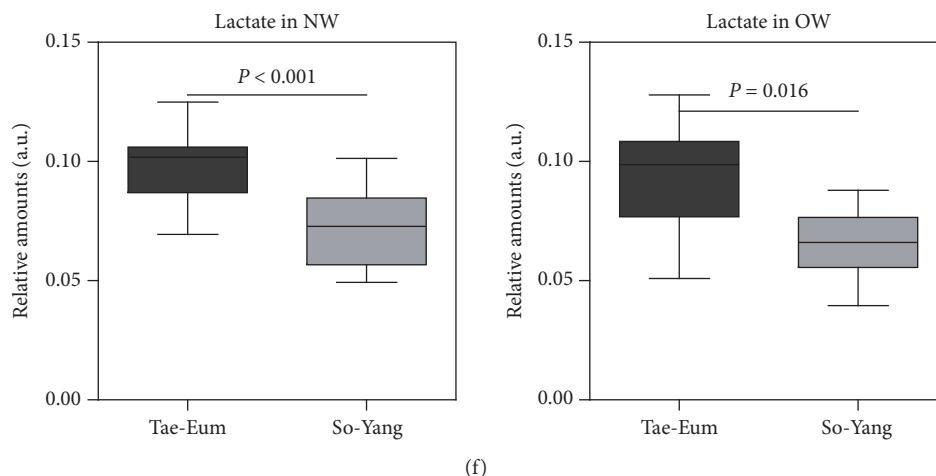 Lactate in NW
0.15
P < 0.001
0.10
0.05
0.00
Relative amounts (a.u.)
Tae-Eum So-Yang
Lactate in OW
0.15
P = 0.016
0.10
0.05
0.00
Relative amounts (a.u.)
Tae-Eum So-Yang
(f)